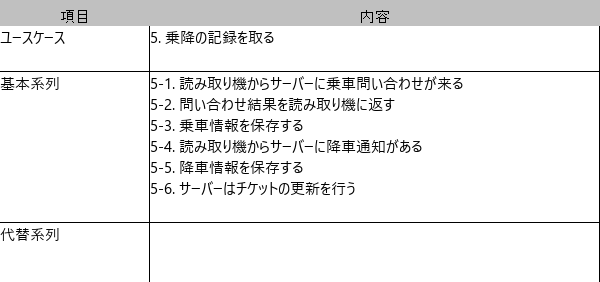 項目 内容
ユースケース 5. 乗降の記録を取る
基本系列 5-1. 読み取り機からサーバーに乗車問い合わせが来る
5-2. 問い合わせ結果を読み取り機に返す
5-3. 乗車情報を保存する
5-4. 読み取り機からサーバーに降車通知がある
5-5. 降車情報を保存する
5-6. サーバーはチケットの更新を行う
代替系列